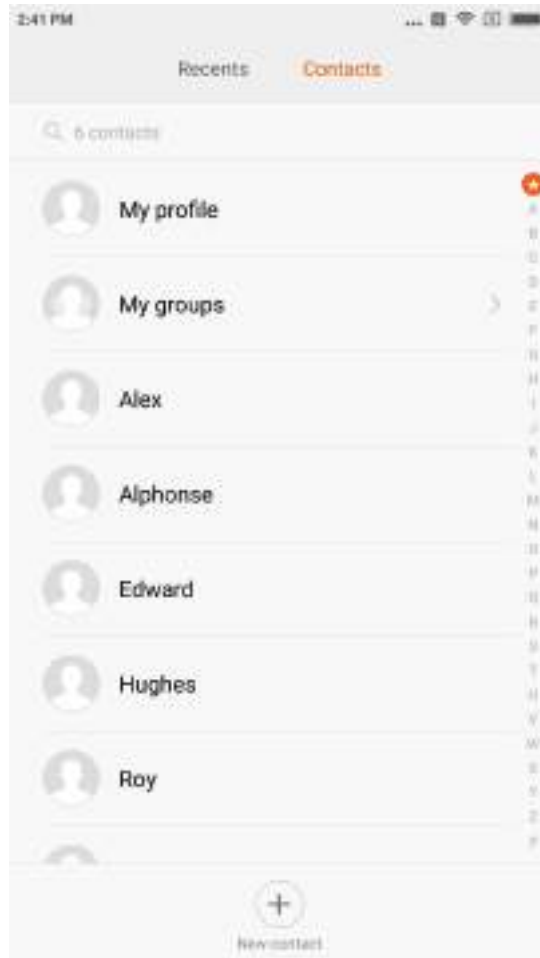 2:41 PM
...
Recents Contacts
6 contacts
My profile
My groups
Alex
Alphonse
Edward
Hughes
Roy
New contact